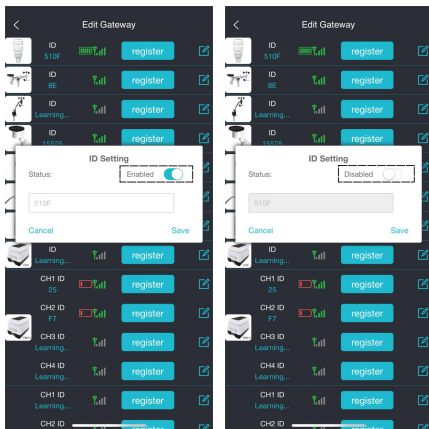 Edit Gateway
ID
510F
register
ID
8E
register
ID
Learning...
register
ID
15525
register
ID Setting
Status:
Enabled
510F
Cancel
Save
ID
Learning...
register
CH1 ID
25
register
CH2 ID
F7
register
CH3 ID
Learning...
register
CH4 ID
Learning...
register
CH1 ID
Learning...
register
CH2 ID
Edit Gateway
ID
510F
register
ID
8E
register
ID
Learning...
register
ID
15525
register
ID Setting
Status:
Disabled
510F
Cancel
Save
ID
Learning...
register
CH1 ID
25
register
CH2 ID
F7
register
CH3 ID
Learning...
register
CH4 ID
Learning...
register
CH1 ID
Learning...
register
CH2 ID